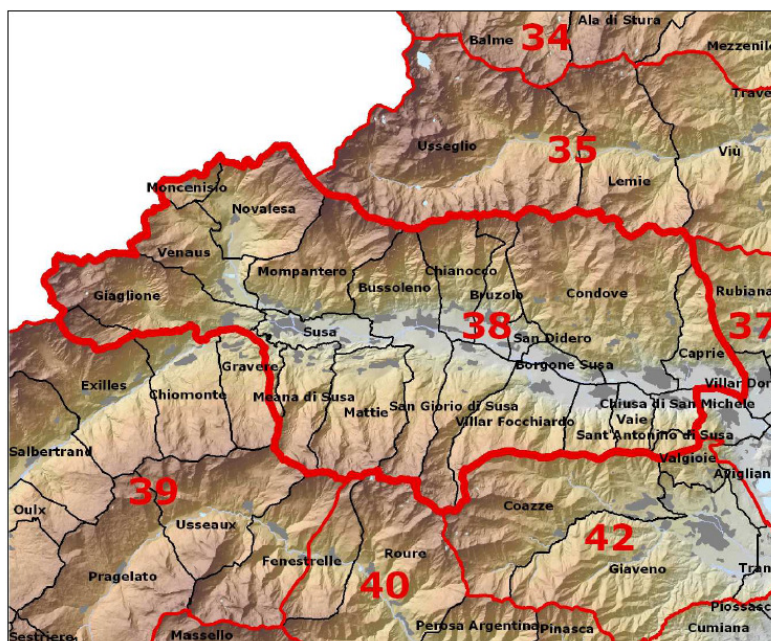 Balme
34
Ala di Stura
Mezzenile
Trave
Usseglio
35
Viù
Lemie
Moncenisio
Novalesa
Venaus
Mompantero
Chianocco
Giaglione
Bussoleno
Bruzolo
Condove
Rubiana
Susa
38
San Didero
37
Caprie
Borgone Susa
Exilles
Gravere
Villar Dor
Chiomonte
Meana di Susa
Mattie
San Giorio di Susa
Chiusa di San Michele
Villar Focchiardo
Vaie
Sant'Antonino di Susa
Salbertrand
Valgioie
Avigliana
39
Oulx
Coazze
Usseaux
42
Fenestrelle
Roure
Giaveno
Tran
Pragelato
40
Piossasc
Sestriere
Massello
Perosa Argentina
Pinasca
Cumiana